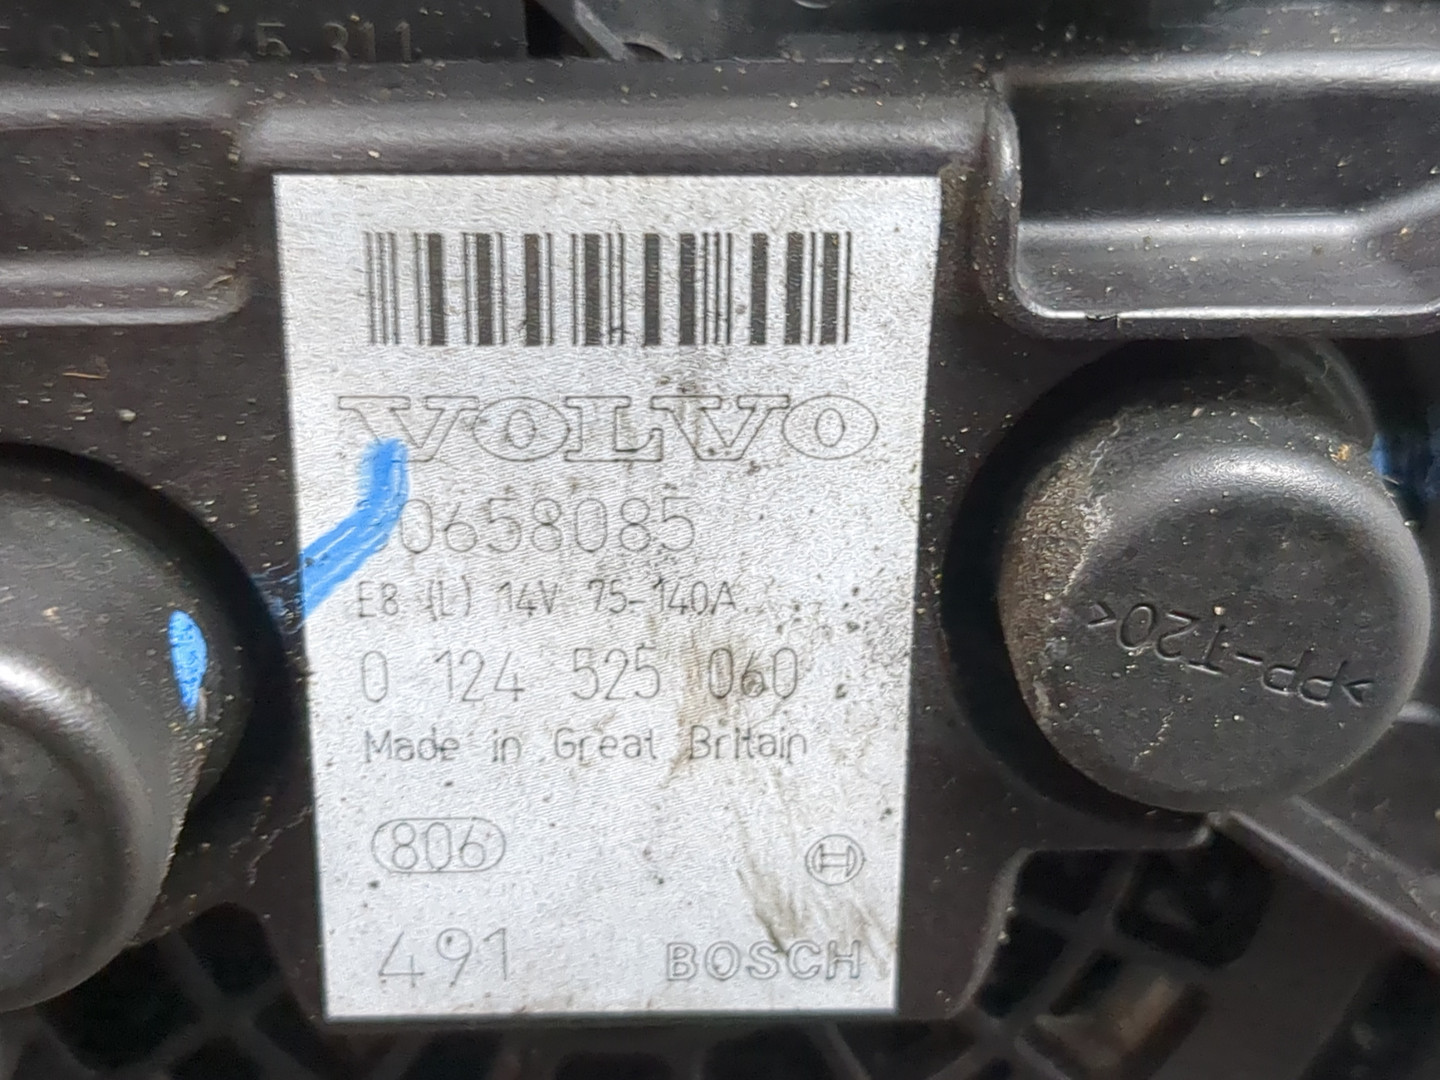 VOLVO
0658085
E8 (L) 14V 75-140A
0 124 525 060
Made in Great Britain
806
491 BOSCH
>PP-T20<